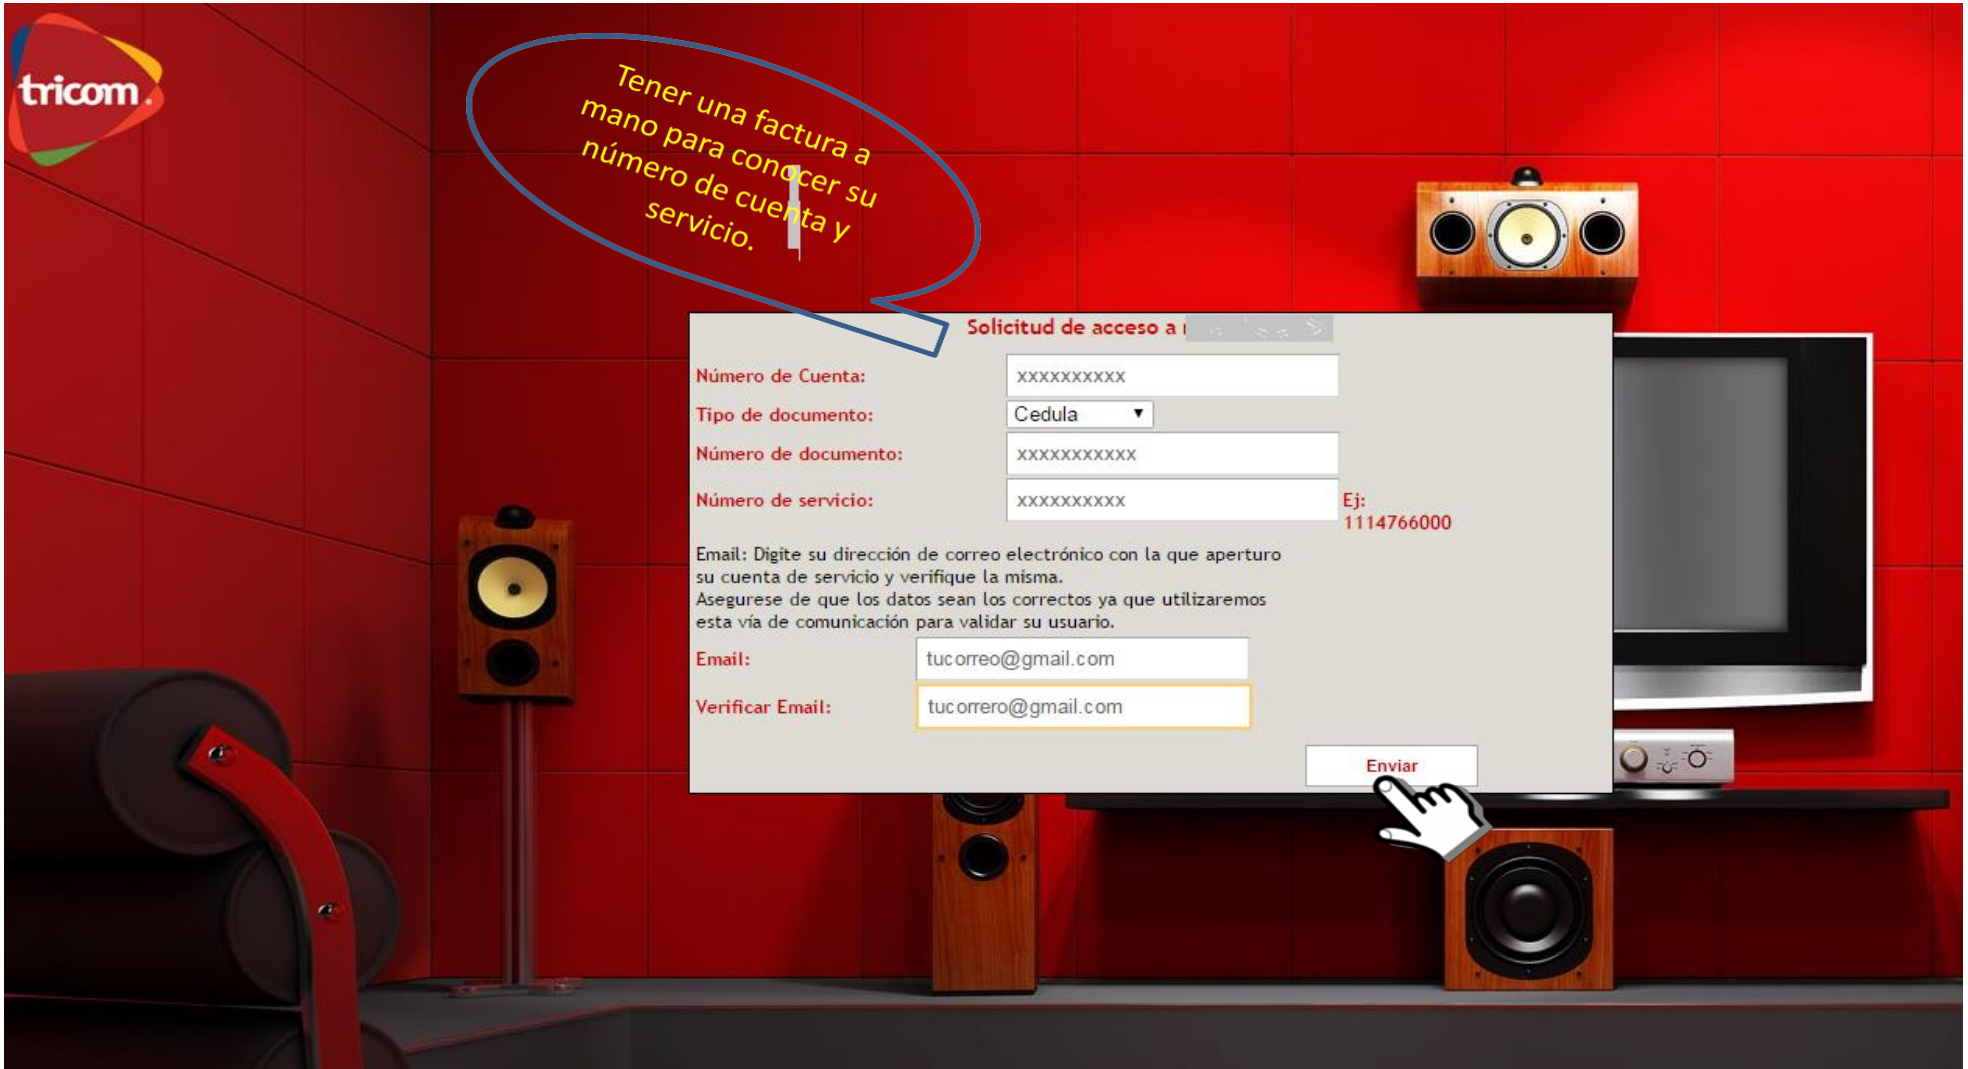 tricom.
Tener una factura a
mano para conocer su
número de cuenta y
servicio.
Solicitud de acceso a
Número de Cuenta:
xxxxxxxxxx
Tipo de documento:
Cedula
Número de documento:
xxxxxxxxxxx
Número de servicio:
xxxxxxxxxx
Ej:
1114766000
Email: Digite su dirección de correo electrónico con la que aperturo
su cuenta de servicio y verifique la misma.
Asegurese de que los datos sean los correctos ya que utilizaremos
esta vía de comunicación para validar su usuario.
Email:
tucorreo@gmail.com
Verificar Email:
tucorrero@gmail.com
Enviar